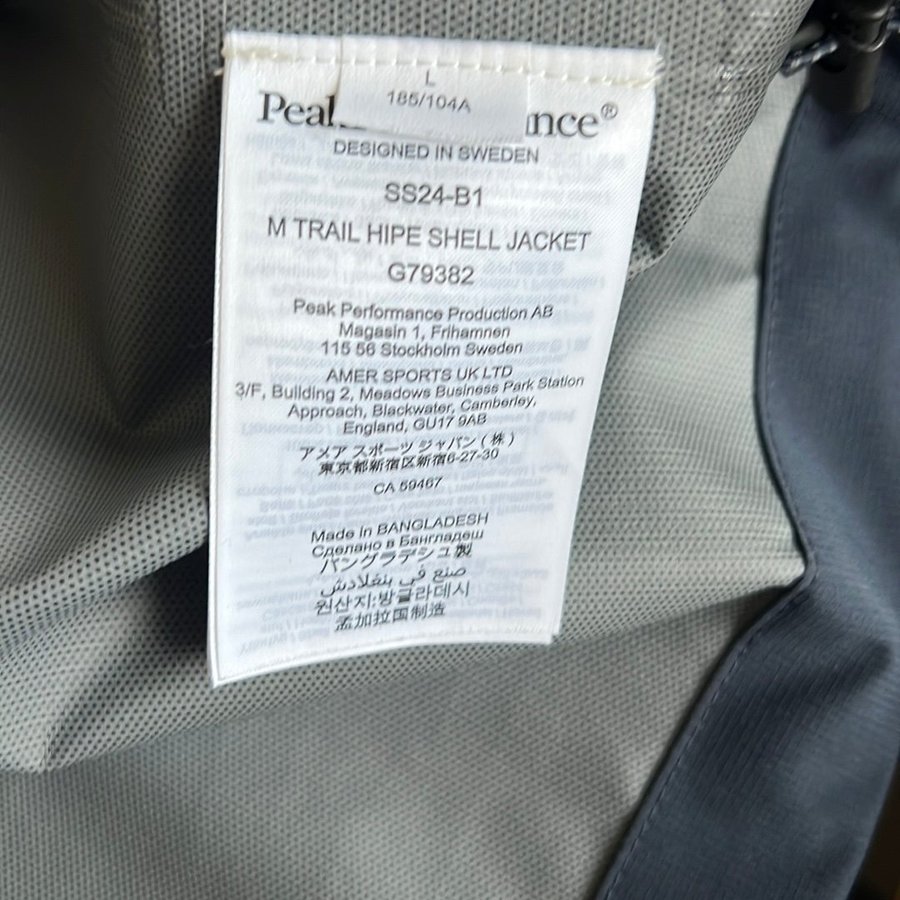 L
185/104A
Peak nce®
DESIGNED IN SWEDEN
SS24-B1
M TRAIL HIPE SHELL JACKET
G79382
Peak Performance Production AB
Magasin 1, Frihamnen
115 56 Stockholm Sweden
AMER SPORTS UK LTD
3/F, Building 2, Meadows Business Park Station
Approach, Blackwater, Camberley,
England, GU17 9AB
アメア スポーツ ジャパン (株)
東京都新宿区新宿6-27-30
CA 59467
Made in BANGLADESH
Сделано в Бангладеш
バングラデシュ製
صنع في بنغلادش
원산지:방글라데시
孟加拉国制造